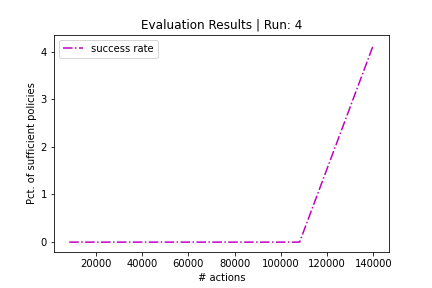 Evaluation Results | Run: 4
success rate
Pct. of sufficient policies
4
3
2
1
0
20000 40000 60000 80000 100000 120000 140000
# actions